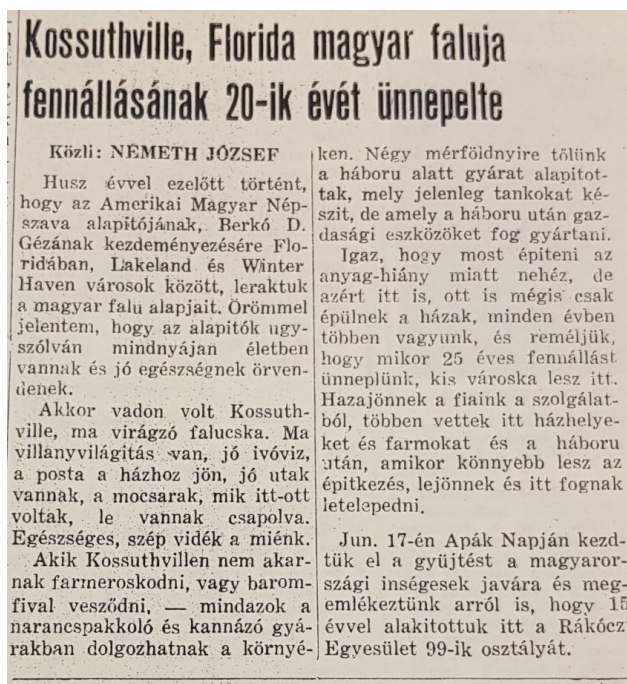 Kossuthville, Florida magyar faluja
fennállásának 20-ik évét ünnepelte
Közli: NÉMETH JÓZSEF
Husz évvel ezelőtt történt,
hogy az Amerikai Magyar Nép-
szava alapitójának, Berkó D.
Gézának kezdeményezésére Flo-
ridában, Lakeland és Winter
Haven városok között, leraktuk
a magyar falu alapjait. Örömmel
jelentem, hogy az alapitók ugy-
szólván mindnyájan életben
vannak és jó egészségnek örven-
denek.
Akkor vadon volt Kossuth-
ville, ma virágzó falucska. Ma
villanyvilágitás van, jó ivóviz,
a posta a házhoz jön, jó utak
vannak, a mocsarak, mik itt-ott
voltak, le vannak csapolva.
Egészséges, szép vidék a miénk.
Akik Kossuthvillen nem akar-
nak farmeroskodni, vagy barom-
fival vesződni, — mindazok a
narancspakkoló és kannázó gyá-
rakban dolgozhatnak a környé-
ken. Négy mérföidnyire tőlünk
a háboru alatt gyárat alapitot-
tak, mely jelenleg tankokat ké-
szit, de amely a háboru után gaz-
dasági eszközöket fog gyártani.
Igaz, hogy most épiteni az
anyag-hiány miatt nehéz, de
azért itt is, ott is mégis csak
épülnek a házak, minden évben
többen vagyunk, és reméljük,
hogy mikor 25 éves fennállást
ünneplünk, kis városka lesz itt.
Hazajönnek a fiaink a szolgálat-
ból, többen vettek itt házhelye-
ket és farmokat és a háboru
után, amikor könnyebb lesz az
épitkezés, lejönnek és itt fognak
letelepedni.
Jun. 17-én Apák Napján kezd-
tük el a gyüjtést a magyaror-
szági inségesek javára és meg-
emlékeztünk arról is, hogy 15
évvel alakitottuk itt a Rákócz
Egyesület 99-ik osztályát.